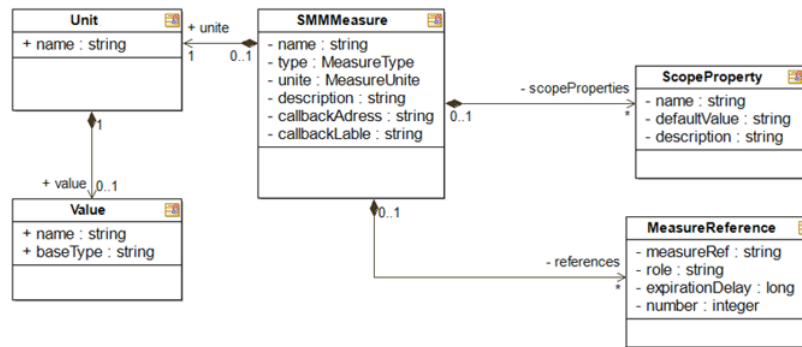 Unit
+ name : string
+ unite
1
0..1
SMMMeasure
- name : string
- type : MeasureType
- unite : MeasureUnite
- description : string
- callbackAdress : string
- callbackLable : string
- scopeProperties
0..1
*
ScopeProperty
- name : string
- defaultValue : string
- description : string
1
+ value
0..1
Value
+ name : string
+ baseType : string
0..1
- references
*
MeasureReference
- measureRef : string
- role : string
- expirationDelay : long
- number : integer